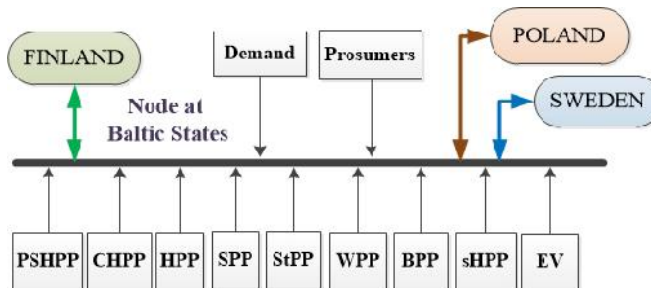 FINLAND
Demand
Prosumers
POLAND
SWEDEN
Node at
Baltic States
PSHPP
CHPP
HPP
SPP
StPP
WPP
BPP
sHPP
EV